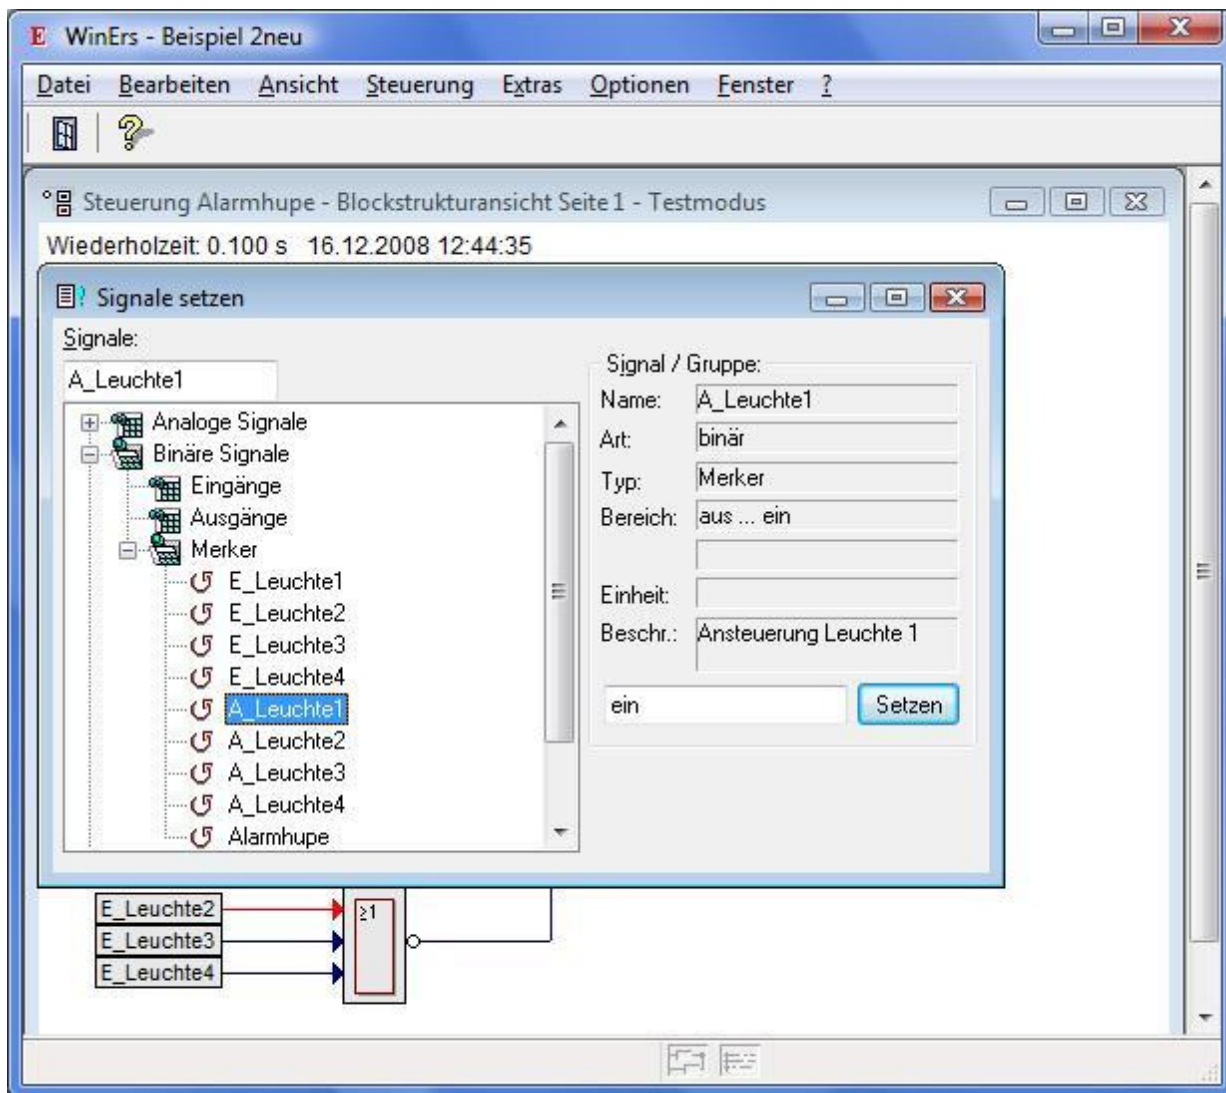 E WinErs - Beispiel 2neu
Datei Bearbeiten Ansicht Steuerung Extras Optionen Fenster ?
Steuerung Alarmhupe - Blockstrukturansicht Seite 1 - Testmodus
Wiederholzeit: 0.100 s 16.12.2008 12:44:35
Signale setzen
Signale:
A_Leuchte1
Analoge Signale
Binäre Signale
Eingänge
Ausgänge
Merker
E_Leuchte1
E_Leuchte2
E_Leuchte3
E_Leuchte4
A_Leuchte1
A_Leuchte2
A_Leuchte3
A_Leuchte4
Alarmhupe
Signal / Gruppe:
Name: A_Leuchte1
Art: binär
Typ: Merker
Bereich: aus ... ein
Einheit:
Beschr.: Ansteuerung Leuchte 1
ein Setzen
E_Leuchte2
≥1
E_Leuchte3
E_Leuchte4